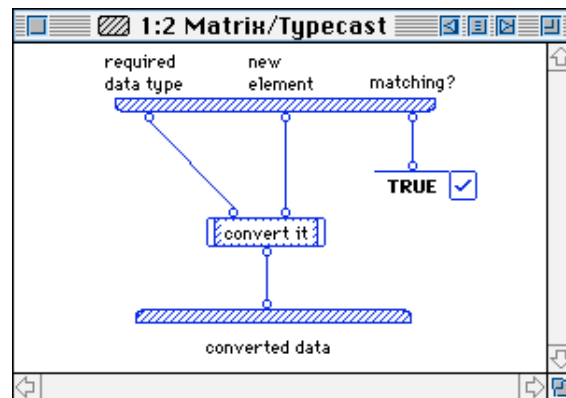 1:2 Matrix/Typecast
required new
data type element matching?
TRUE
convert it
converted data